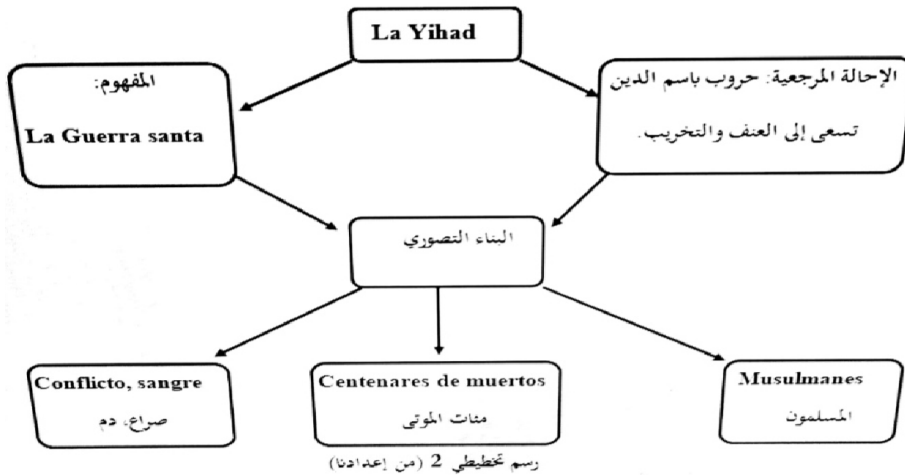 La Yihad
المفهوم:
La Guerra santa
الإحالة المرجعية: حروب باسم الدين
تسعى إلى العنف والتخريب.
البناء التصوري
Conflicto, sangre
صراع، دم
Centenares de muertos
مئات الموتى
Musulmanes
المسلمون
رسم تخطيطي 2 (من إعدادنا)